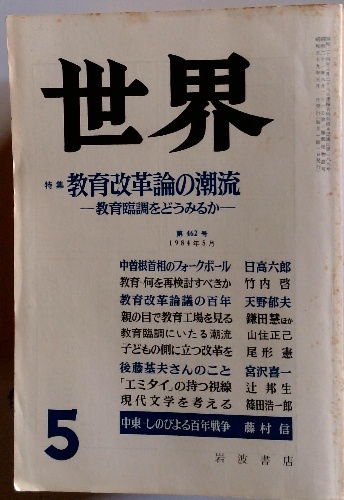 世界
特集 教育改革論の潮流
―教育臨調をどうみるか―
第462号
1984年5月
中曽根首相のフォークボール 日高六郎
教育・何を再検討すべきか 竹内啓
教育改革論議の百年 天野郁夫
親の目で教育工場を見る 鎌田慧ほか
教育臨調にいたる潮流 山住正己
子どもの側に立つ改革を 尾形憲
後藤基夫さんのこと 宮沢喜一
「エミタイ」の持つ視線 辻邦生
現代文学を考える 篠田浩一郎
中東・しのびよる百年戦争 藤村信
5
岩波書店